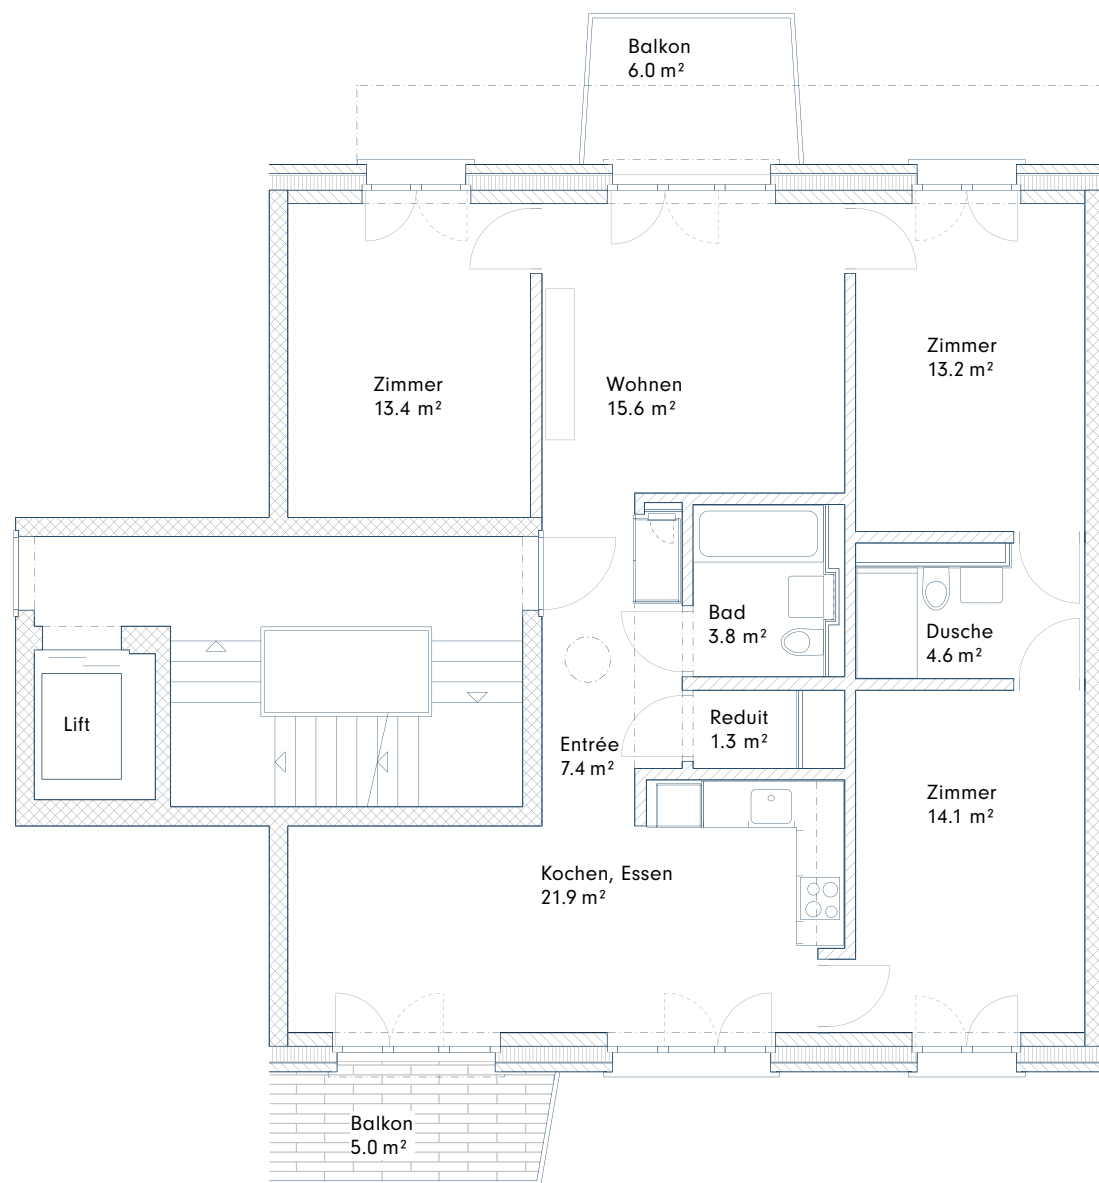 Balkon
6.0 m²
Zimmer
13.2 m²
Zimmer
13.4 m²
Wohnen
15.6 m²
Bad
3.8 m²
Dusche
4.6 m²
Lift
Reduit
1.3 m²
Entrée
7.4 m²
Zimmer
14.1 m²
Kochen, Essen
21.9 m²
Balkon
5.0 m²